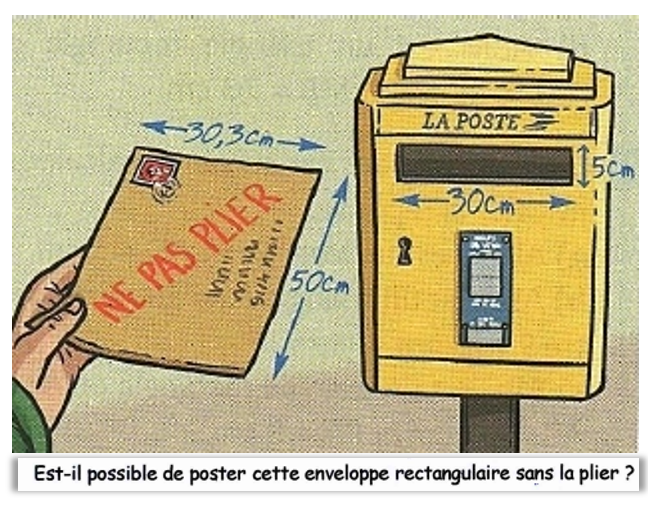 30,3cm
LA POSTE
5cm
30cm
NE PAS PLIER
50cm
Est-il possible de poster cette enveloppe rectangulaire sans la plier ?